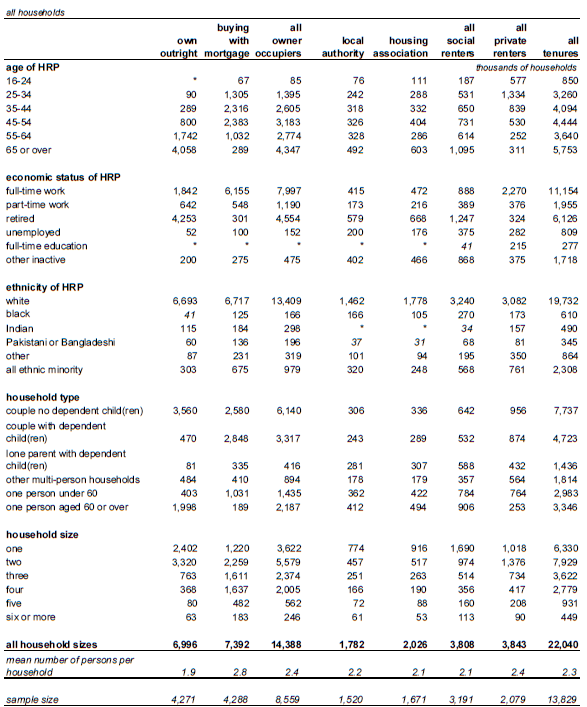 all households
own outright buying with mortgage all owner occupiers local authority housing association all social renters all private renters all tenures
age of HRP thousands of households
16-24 * 67 85 76 111 187 577 850
25-34 90 1,305 1,395 242 288 531 1,334 3,260
35-44 289 2,316 2,605 318 332 650 839 4,094
45-54 800 2,383 3,183 326 404 731 530 4,444
55-64 1,742 1,032 2,774 328 286 614 252 3,640
65 or over 4,058 289 4,347 492 603 1,095 311 5,753
economic status of HRP
full-time work 1,842 6,155 7,997 415 472 888 2,270 11,154
part-time work 642 548 1,190 173 216 389 376 1,955
retired 4,253 301 4,554 579 668 1,247 324 6,126
unemployed 52 100 152 200 176 375 282 809
full-time education * * * * * 41 215 277
other inactive 200 275 475 402 466 868 375 1,718
ethnicity of HRP
white 6,693 6,717 13,409 1,462 1,778 3,240 3,082 19,732
black 41 125 166 166 105 270 173 610
Indian 115 184 298 * * 34 157 490
Pakistani or Bangladeshi 60 136 196 37 31 68 81 345
other 87 231 319 101 94 195 350 864
all ethnic minority 303 675 979 320 248 568 761 2,308
household type
couple no dependent child(ren) 3,560 2,580 6,140 306 336 642 956 7,737
couple with dependent
child(ren) 470 2,848 3,317 243 289 532 874 4,723
lone parent with dependent
child(ren) 81 335 416 281 307 588 432 1,436
other multi-person households 484 410 894 178 179 357 564 1,814
one person under 60 403 1,031 1,435 362 422 784 764 2,983
one person aged 60 or over 1,998 189 2,187 412 494 906 253 3,346
household size
one 2,402 1,220 3,622 774 916 1,690 1,018 6,330
two 3,320 2,259 5,579 457 517 974 1,376 7,929
three 763 1,611 2,374 251 263 514 734 3,622
four 368 1,637 2,005 166 190 356 417 2,779
five 80 482 562 72 88 160 208 931
six or more 63 183 246 61 53 113 90 449
all household sizes 6,996 7,392 14,388 1,782 2,026 3,808 3,843 22,040
mean number of persons per
household 1.9 2.8 2.4 2.2 2.1 2.1 2.4 2.3
sample size 4,271 4,288 8,559 1,520 1,671 3,191 2,079 13,829